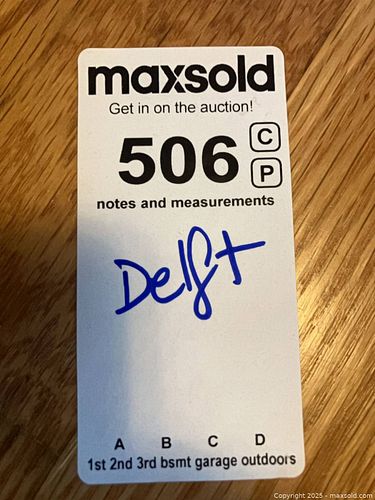 maxsold
Get in on the auction!
506 C
P
notes and measurements
Delft
A B C D
1st 2nd 3rd bsmt garage outdoors
Copyright 2025 - maxsold.com